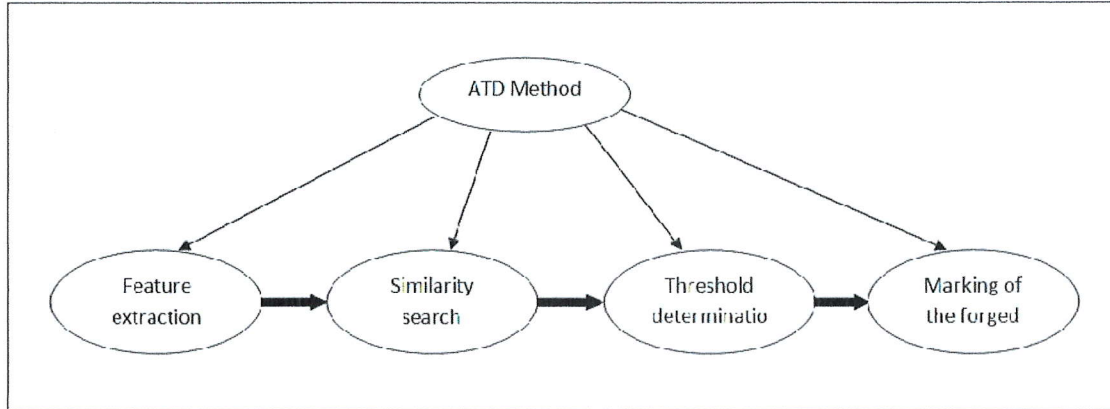 ATD Method
Feature
extraction
Similarity
search
Threshold
determinatio
Marking of
the forged